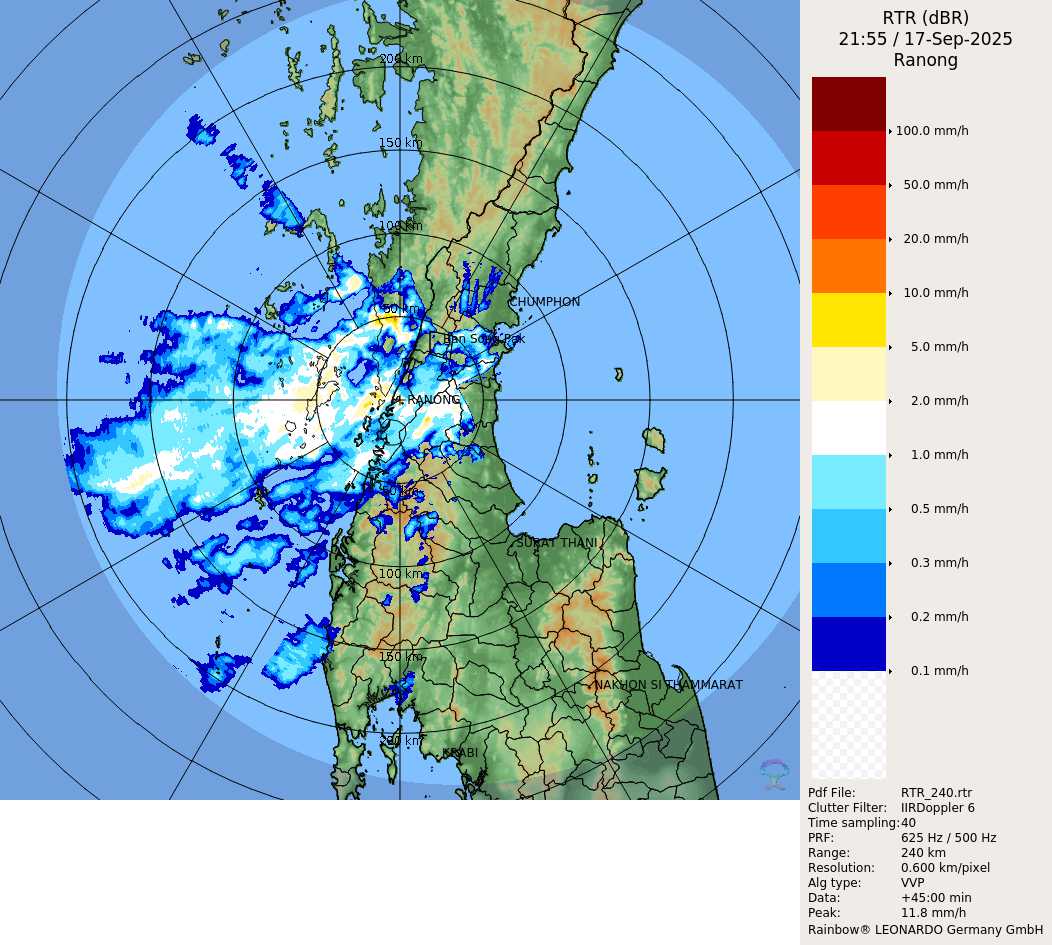 RTR (dBR)
21:55 / 17-Sep-2025
Ranong
100.0 mm/h
50.0 mm/h
20.0 mm/h
10.0 mm/h
5.0 mm/h
2.0 mm/h
1.0 mm/h
0.5 mm/h
0.3 mm/h
0.2 mm/h
0.1 mm/h
Pdf File: RTR_240.rtr
Clutter Filter: IIRDoppler 6
Time sampling:40
PRF: 625 Hz / 500 Hz
Range: 240 km
Resolution: 0.600 km/pixel
Alg type: VVP
Data: +45:00 min
Peak: 11.8 mm/h
Rainbow® LEONARDO Germany GmbH
200 km
150 km
100 km
CHUMPHON
50 km
RANONG
50 km
SURAT THANI
100 km
150 km
NAKHON SI THAMMARAT
200 km
KRABI